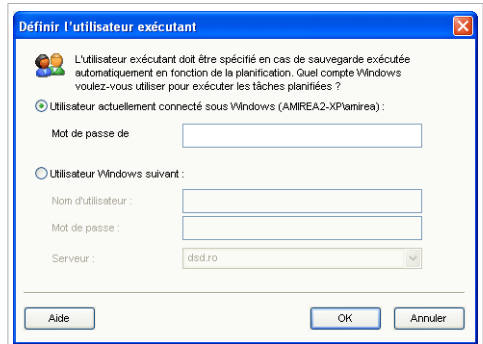 Définir l'utilisateur exécutant
L'utilisateur exécutant doit être spécifié en cas de sauvegarde exécutée
automatiquement en fonction de la planification. Quel compte Windows
voulez-vous utiliser pour exécuter les tâches planifiées ?
Utilisateur actuellement connecté sous Windows (AMIREA2-XP\amirea) :
Mot de passe de
Utilisateur Windows suivant :
Nom d'utilisateur :
Mot de passe :
Serveur :
dsd.ro
Aide
OK
Annuler